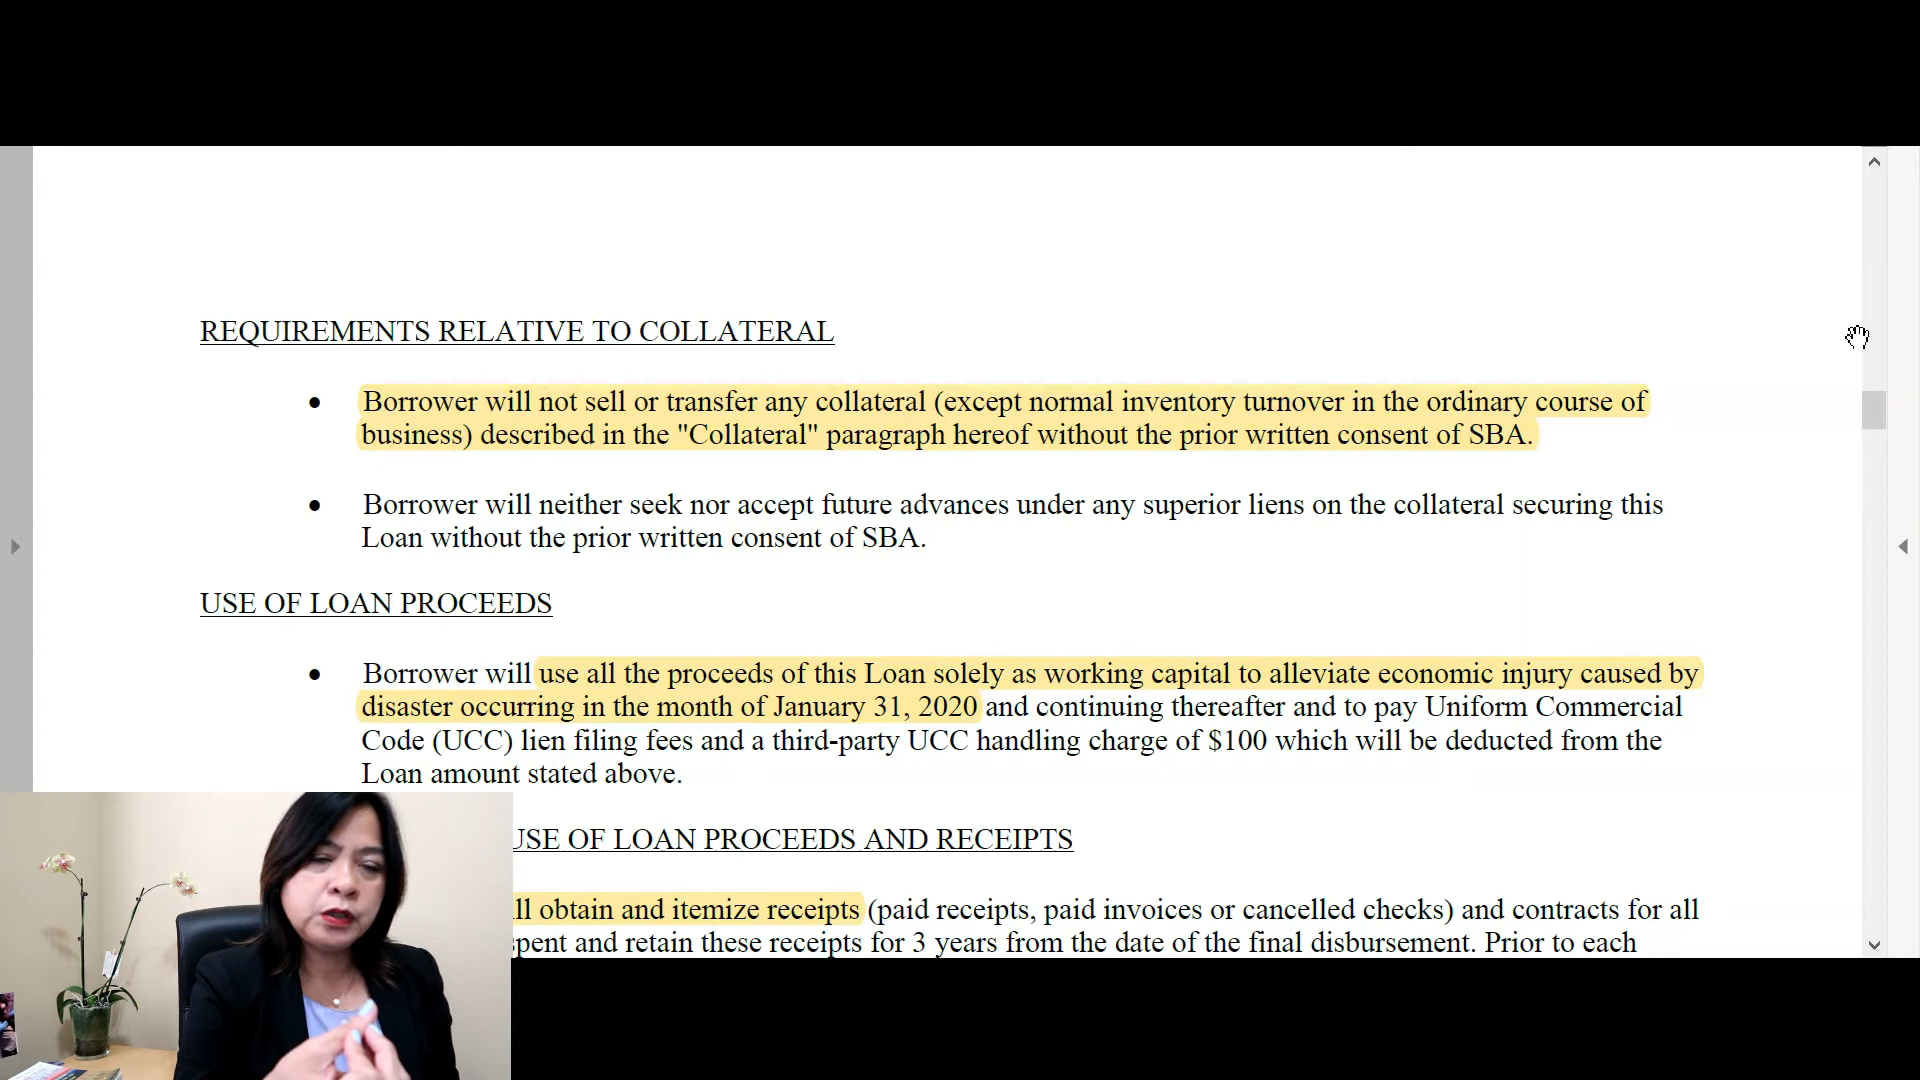 REQUIREMENTS RELATIVE TO COLLATERAL
• Borrower will not sell or transfer any collateral (except normal inventory turnover in the ordinary course of
business) described in the "Collateral" paragraph hereof without the prior written consent of SBA.
• Borrower will neither seek nor accept future advances under any superior liens on the collateral securing this
Loan without the prior written consent of SBA.
USE OF LOAN PROCEEDS
• Borrower will use all the proceeds of this Loan solely as working capital to alleviate economic injury caused by
disaster occurring in the month of January 31, 2020 and continuing thereafter and to pay Uniform Commercial
Code (UCC) lien filing fees and a third-party UCC handling charge of $100 which will be deducted from the
Loan amount stated above.
USE OF LOAN PROCEEDS AND RECEIPTS
ll obtain and itemize receipts (paid receipts, paid invoices or cancelled checks) and contracts for all
spent and retain these receipts for 3 years from the date of the final disbursement. Prior to each